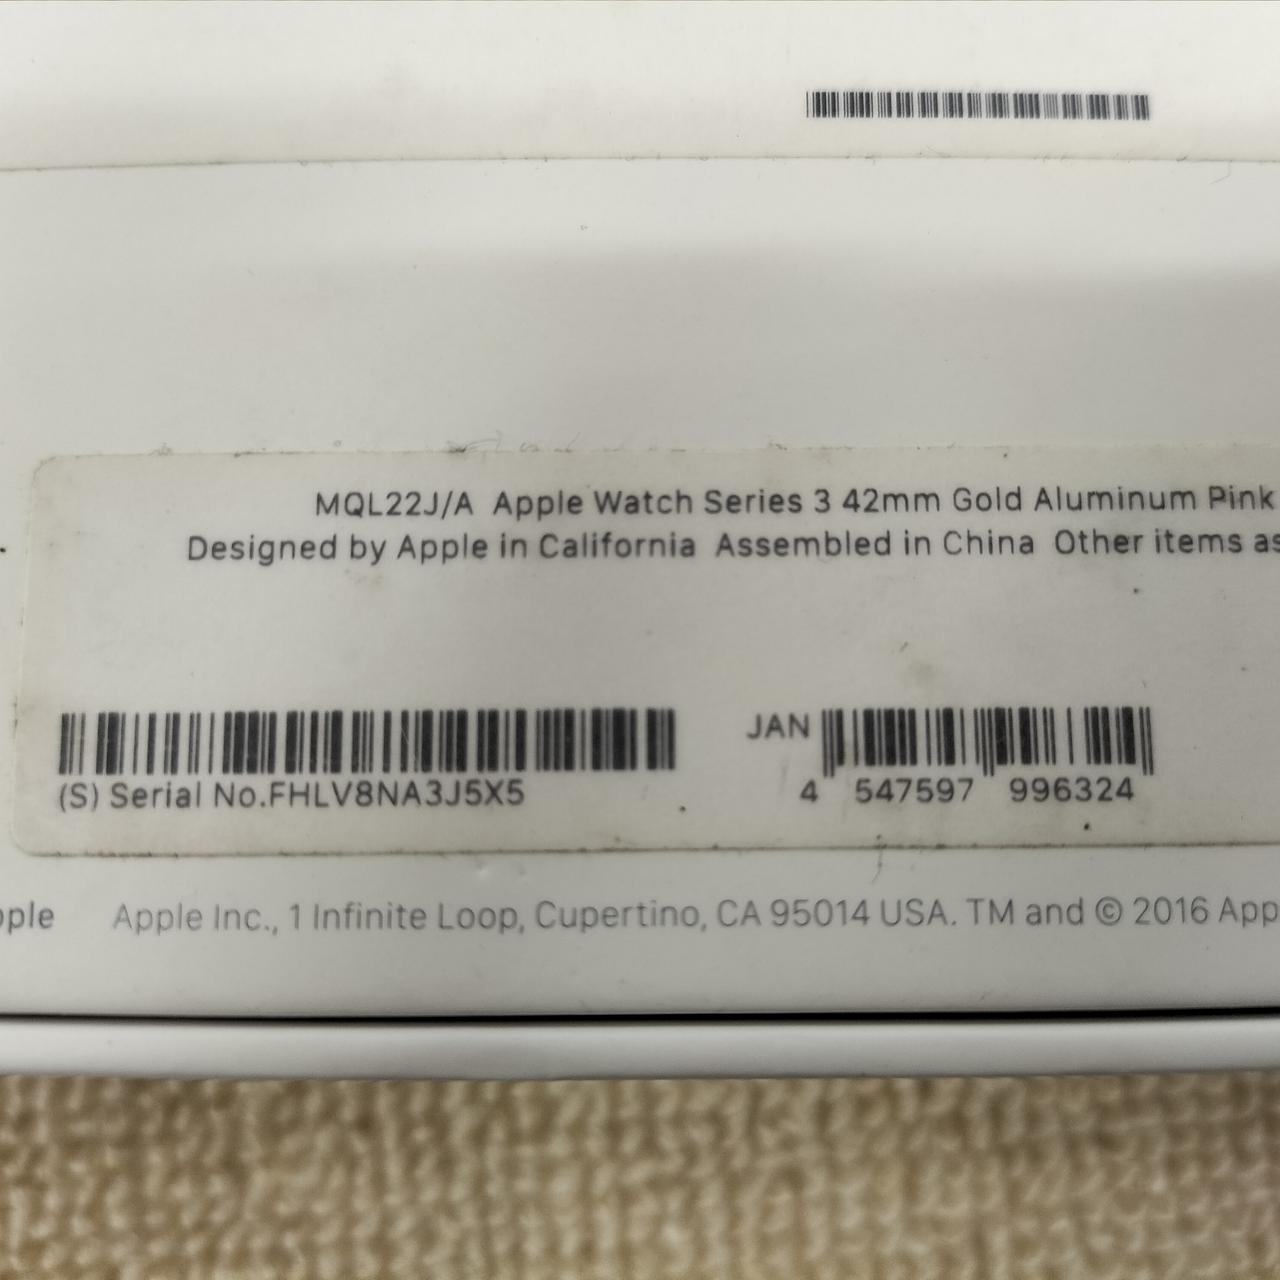 MQL22J/A Apple Watch Series 3 42mm Gold Aluminum Pink
Designed by Apple in California Assembled in China Other items as
(S) Serial No.FHLV8NA3J5X5
JAN
4 547597 996324
pple Apple Inc., 1 Infinite Loop, Cupertino, CA 95014 USA. TM and © 2016 App